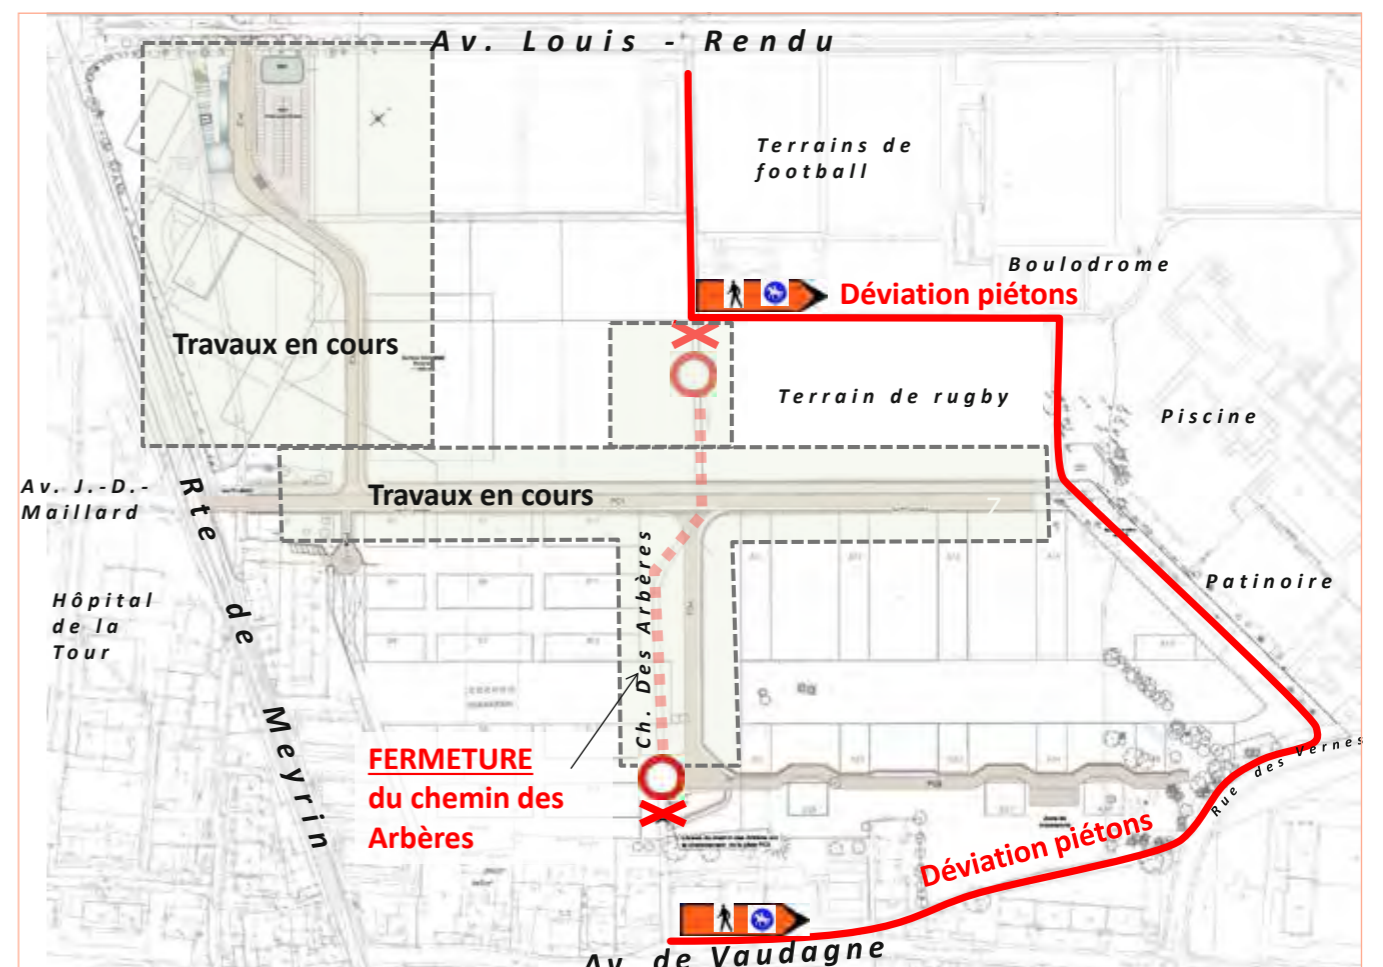 Av. Louis - Rendu
Terrains de
football
Boulodrome
Déviation piétons
Travaux en cours
Terrain de rugby
Piscine
Av. J.-D.-
Maillard
Rte de Meyrin
Travaux en cours
7
Ch. Des Arbères
Patinoire
Hôpital
de la
Tour
FERMETURE
du chemin des
Arbères
Rue des Vernes
Déviation piétons
Av. de Vaudagne